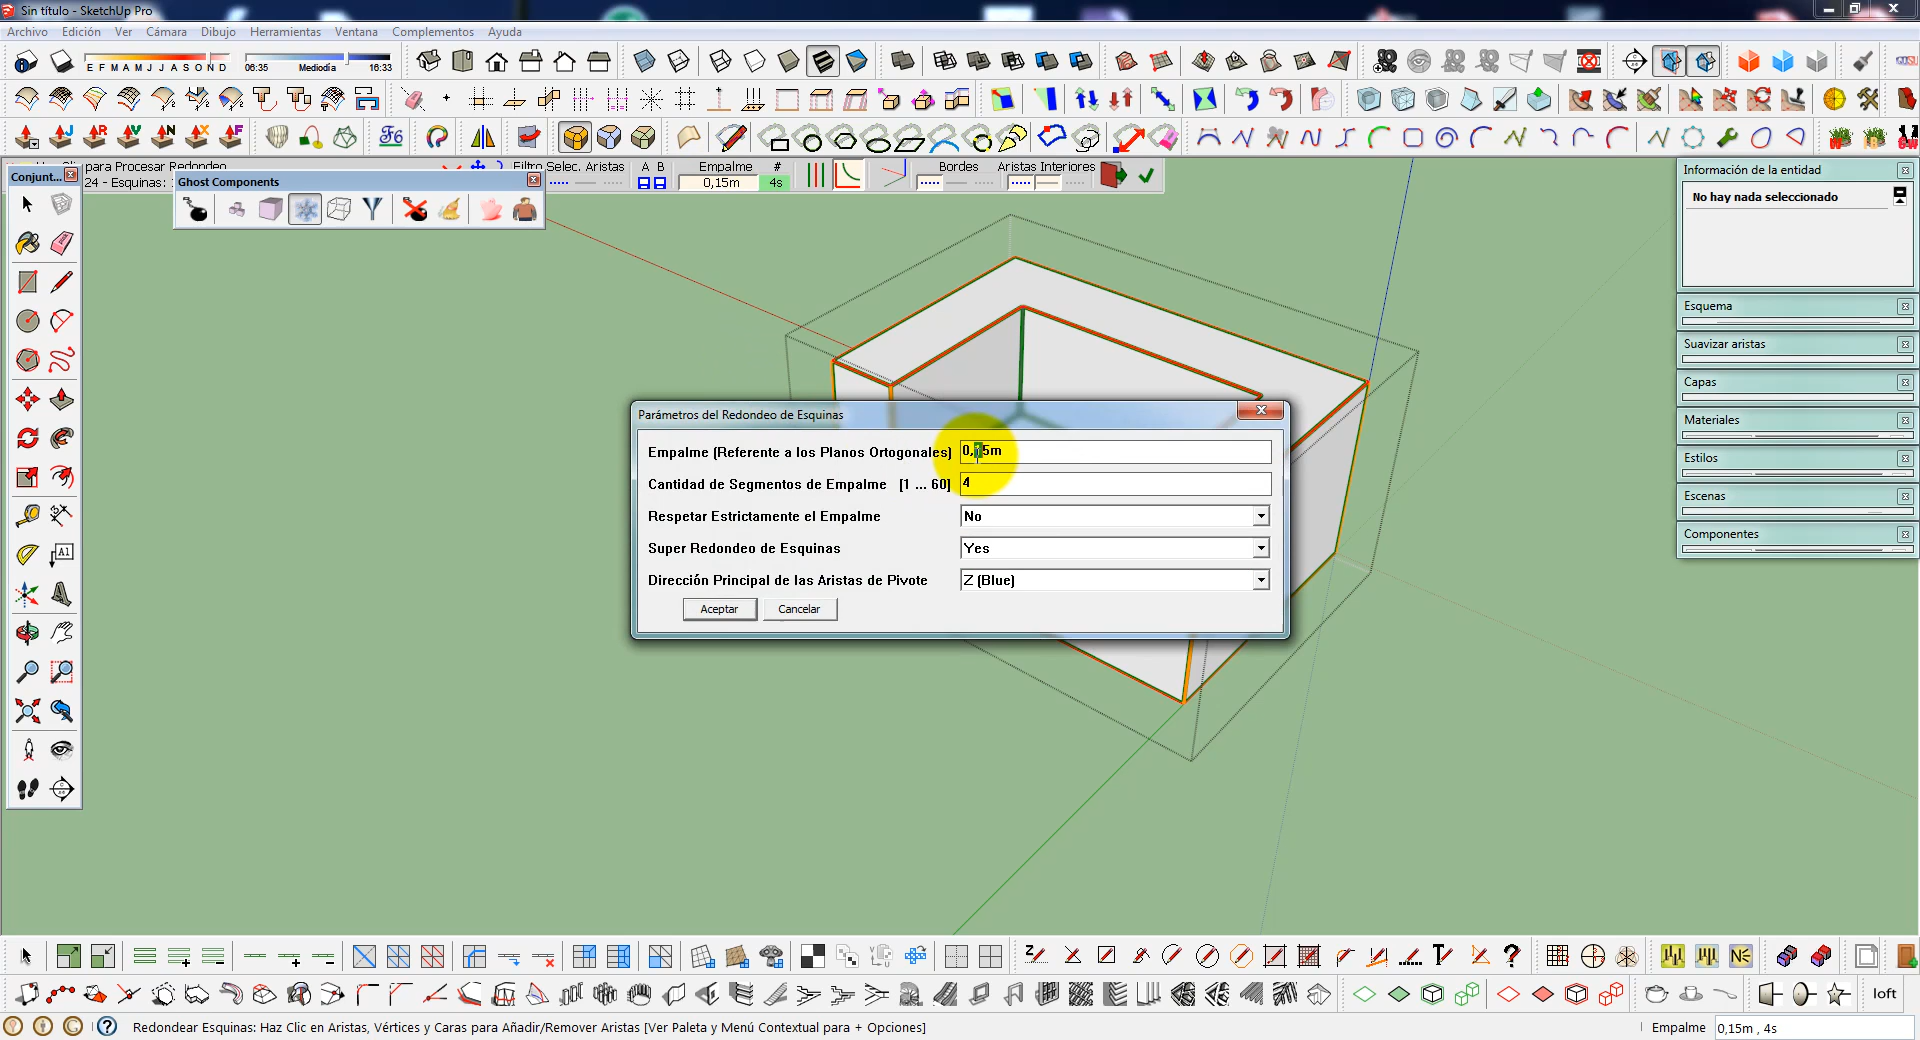 Sin título - SketchUp Pro
Archivo Edición Ver Cámara Dibujo Herramientas Ventana Complementos Ayuda
E F M A M J J A S O N D 06:35 Mediodía 16:33
para Procesar Redondeo
24 - Esquinas:
Filtro Selec. Aristas A B Empalme # Bordes Aristas Interiores
0,15m 4s
Conjunt...
Ghost Components
Información de la entidad
No hay nada seleccionado
Esquema
Suavizar aristas
Capas
Materiales
Estilos
Escenas
Componentes
Parámetros del Redondeo de Esquinas
Empalme (Referente a los Planos Ortogonales) 0,15m
Cantidad de Segmentos de Empalme [1 ... 60] 4
Respetar Estrictamente el Empalme No
Super Redondeo de Esquinas Yes
Dirección Principal de las Aristas de Pivote Z (Blue)
Aceptar Cancelar
loft
Redondear Esquinas: Haz Clic en Aristas, Vértices y Caras para Añadir/Remover Aristas [Ver Paleta y Menú Contextual para + Opciones]
Empalme 0,15m , 4s